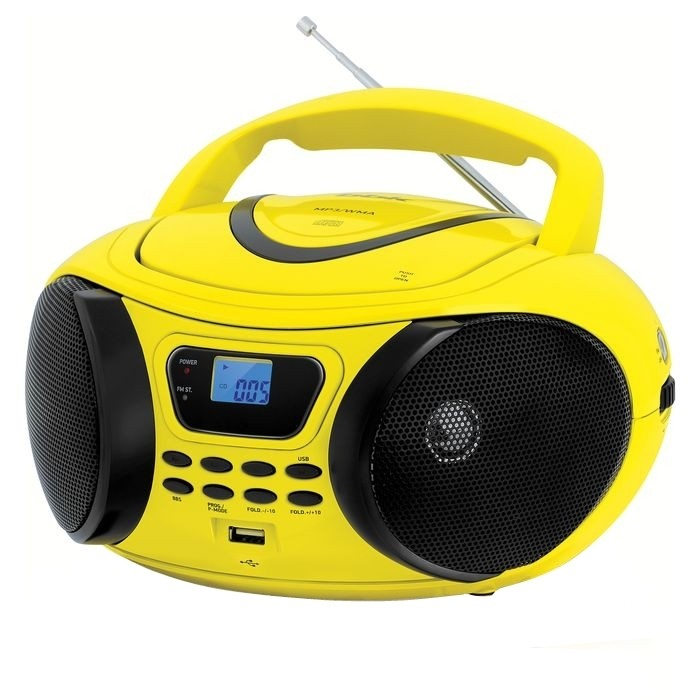 MP3/WMA
PUSH
TO
OPEN
POWER
FM ST.
CD 005
USB
BBS
PROG./
P-MODE
FOLD.-/-10
FOLD.+/+10